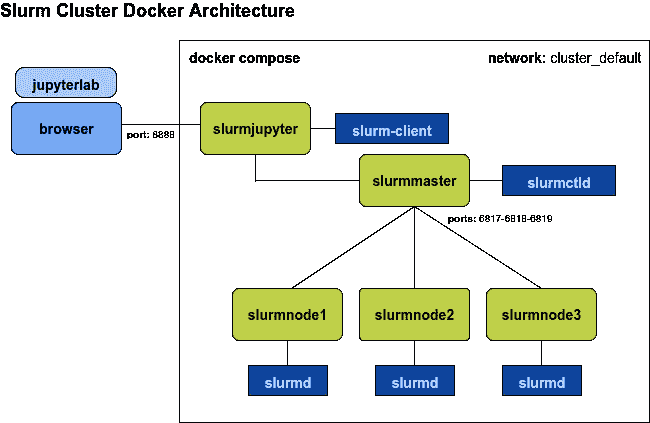 Slurm Cluster Docker Architecture
docker compose
network: cluster_default
jupyterlab
browser
port: 8888
slurmjupyter
slurm-client
slurmmaster
slurmctld
ports: 6817-6818-6819
slurmnode1
slurmnode2
slurmnode3
slurmd
slurmd
slurmd